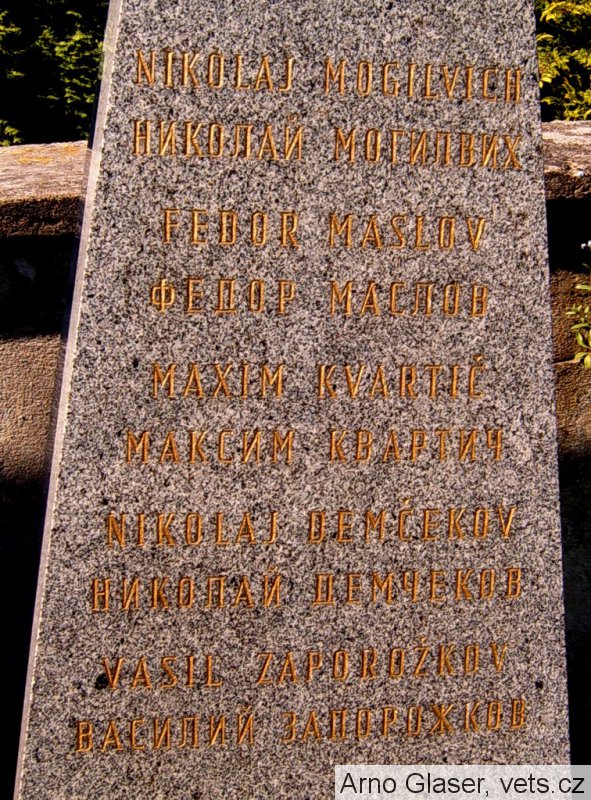 NIKOLAJ MOGILVICH
НИКОЛАЙ МОГИЛВИХ
FEDOR MASLOV
ФЕДОР МАСЛОВ
MAXIM KVARTIĆ
МАКСИМ КВАРТИЧ
NIKOLAJ DEMĆEKOV
НИКОЛАЙ ДЕМЧЕКОВ
VASIL ZAPOROŽKOV
ВАСИЛИЙ ЗАПОРОЖКОВ
Arno Glaser, vets.cz